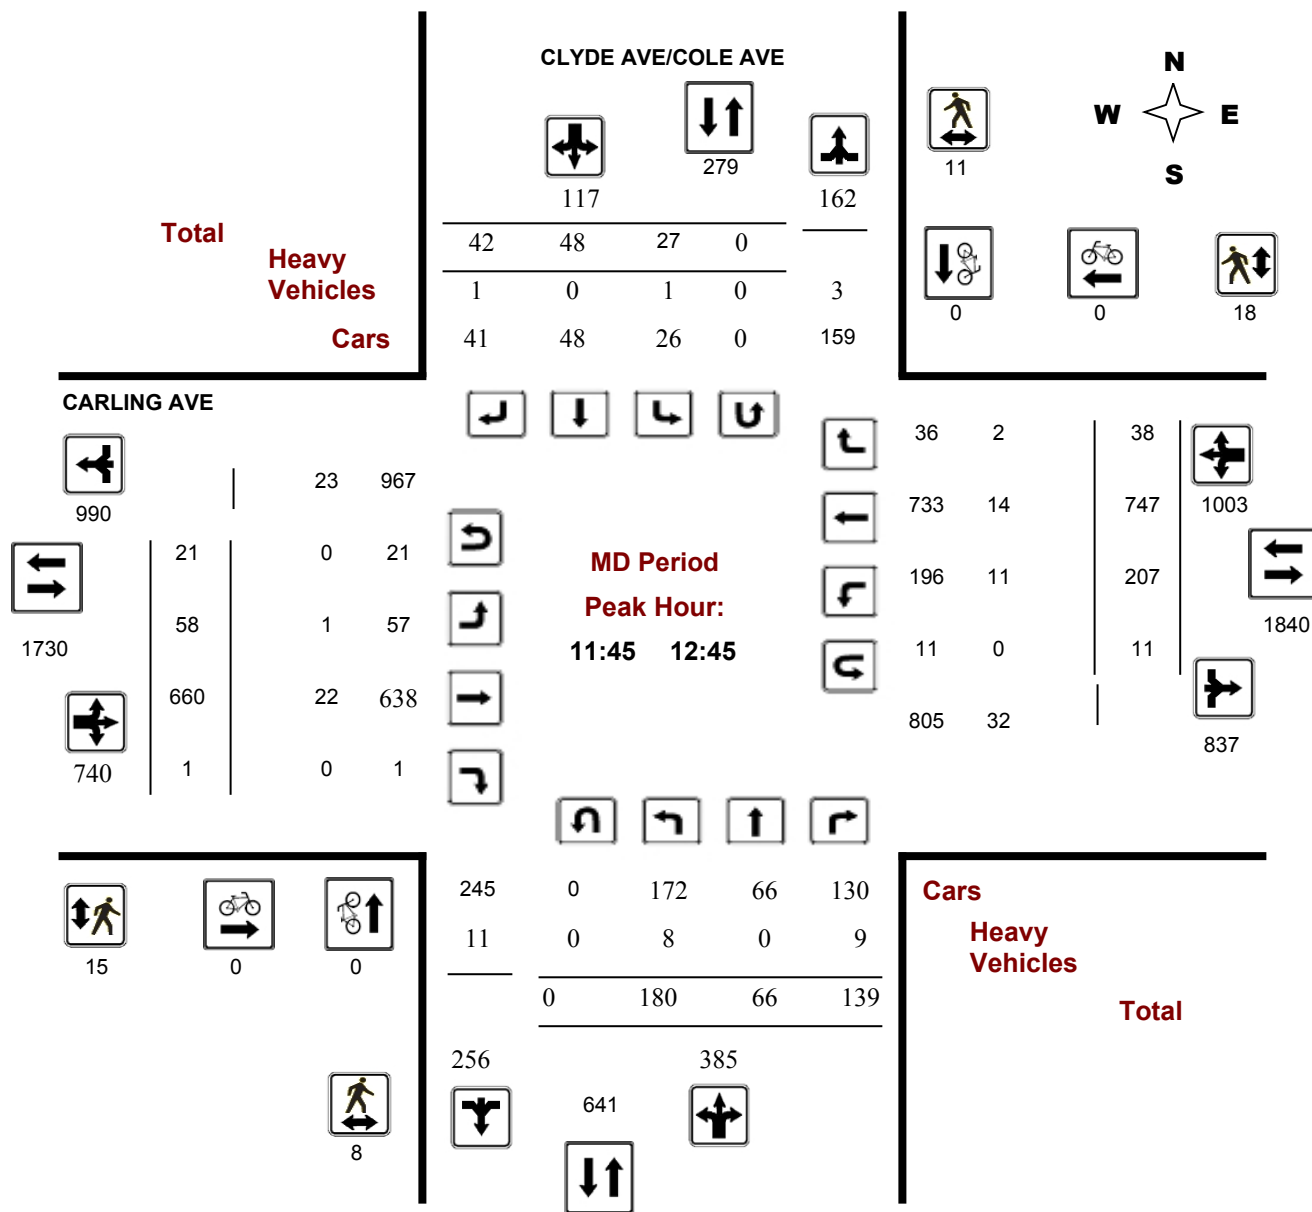 CLYDE AVE/COLE AVE
N
W E
S
279
11
117
162
Total
42 48 27 0
Heavy
Vehicles
1 0 1 0 3
0 0 18
Cars
41 48 26 0 159
CARLING AVE
36 2 38
23 967
990
733 14 747 1003
21 0 21
MD Period
196 11 207
Peak Hour:
58 1 57
1730
11:45 12:45
11 0 11
1840
660 22 638
805 32
837
740 1 0 1
245 0 172 66 130
Cars
11 0 8 0 9
Heavy
Vehicles
15 0 0
0 180 66 139
Total
256 385
641
8